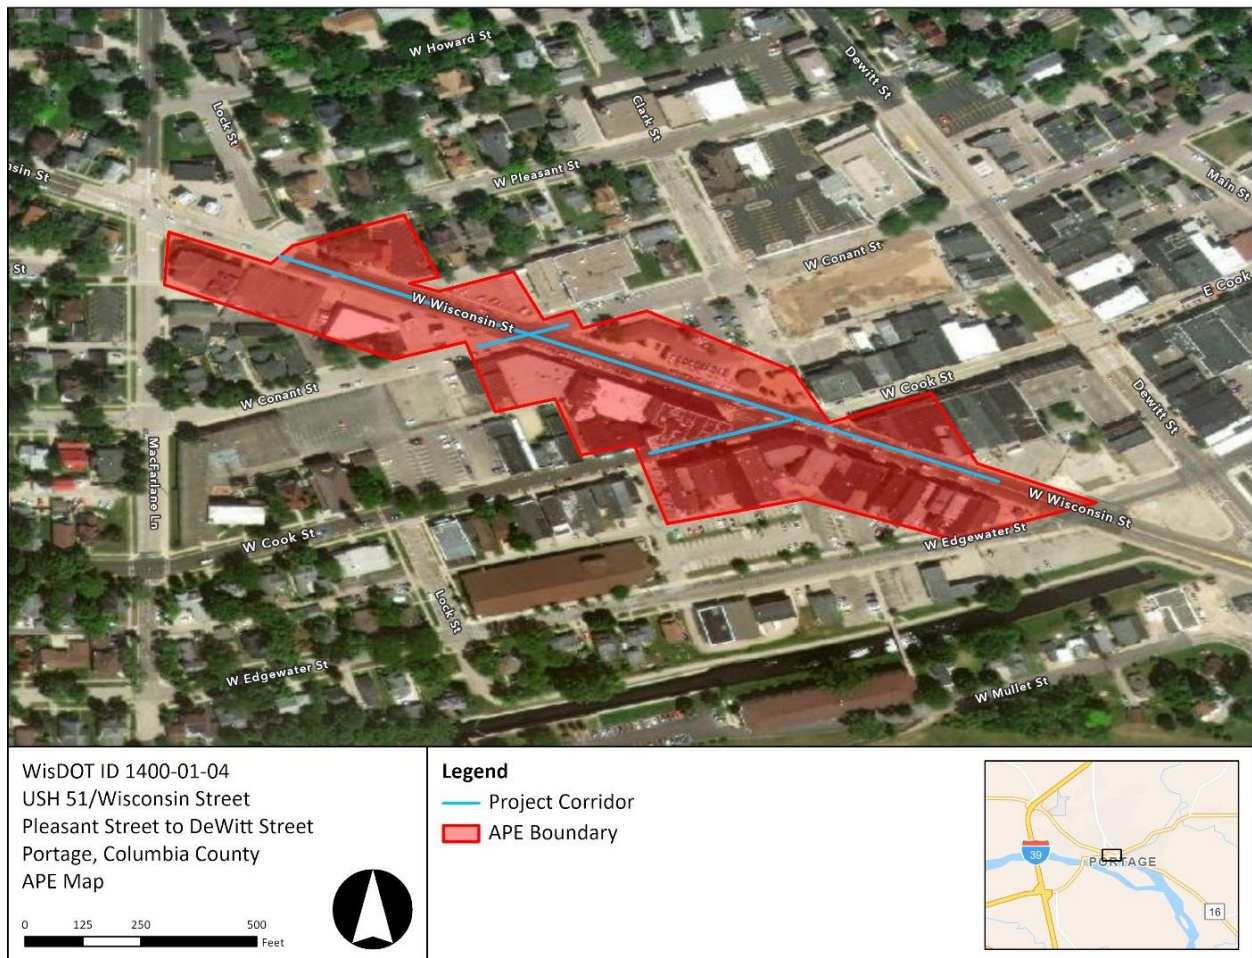 W Howard St
Dewitt St
Lock St
Clark St
nsin St
W Pleasant St
Main St
W Conant St
St
E Cook
W Wisconsin St
W Cook St
W Conant St
Dewitt St
MacFarlane Ln
W Wisconsin St
W Cook St
W Edgewater St
Lock St
W Edgewater St
W Mullet St
WisDOT ID 1400-01-04
USH 51/Wisconsin Street
Pleasant Street to DeWitt Street
Portage, Columbia County
APE Map
0 125 250 500
Feet
Legend
Project Corridor
APE Boundary
39
PORTAGE
16